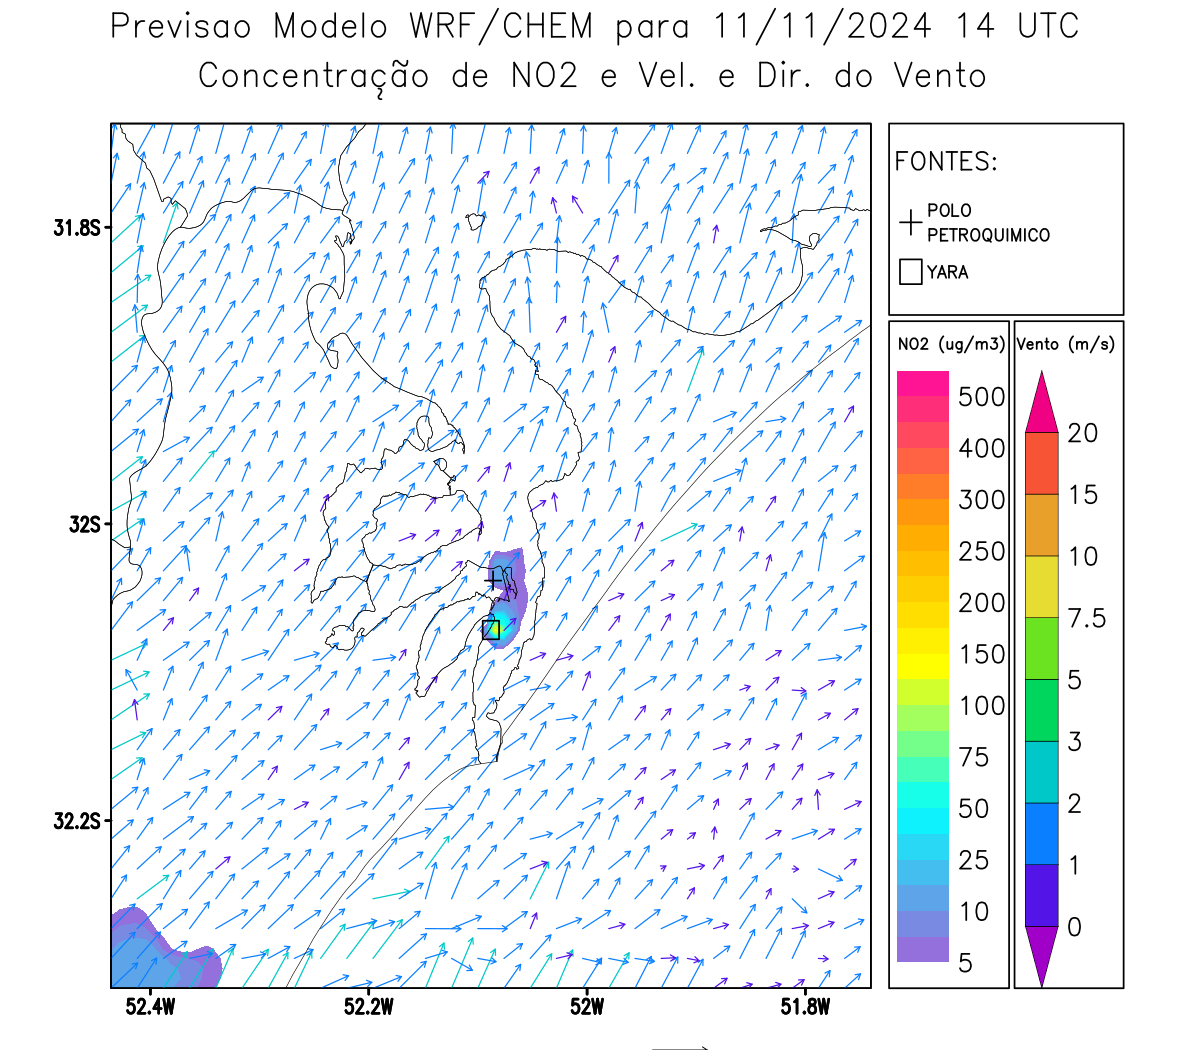 Previsao Modelo WRF/CHEM para 11/11/2024 14 UTC
Concentração de NO2 e Vel. e Dir. do Vento
FONTES:
POLO
PETROQUIMICO
YARA
NO2 (ug/m3)
500
400
300
250
200
150
100
75
50
25
10
5
Vento (m/s)
20
15
10
7.5
5
3
2
1
0
31.8S
32S
32.2S
52.4W
52.2W
52W
51.8W